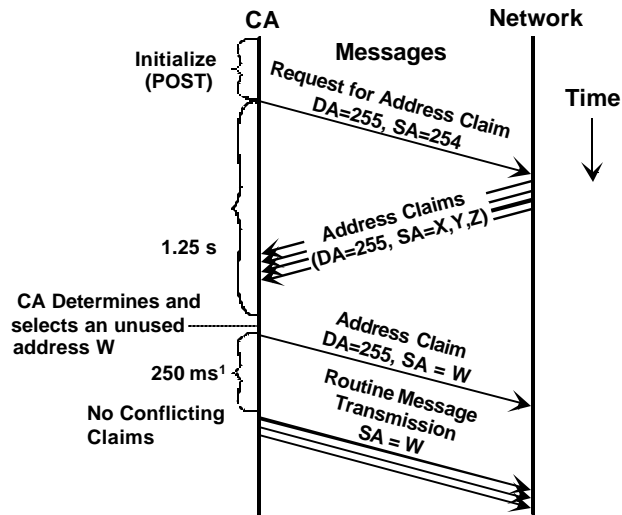 CA
Network
Messages
Initialize
(POST)
Request for Address Claim
DA=255, SA=254
Time
Address Claims
(DA=255, SA=X,Y,Z)
1.25 s
CA Determines and
selects an unused
address W
Address Claim
DA=255, SA = W
250 ms¹
Routine Message
Transmission
SA = W
No Conflicting
Claims